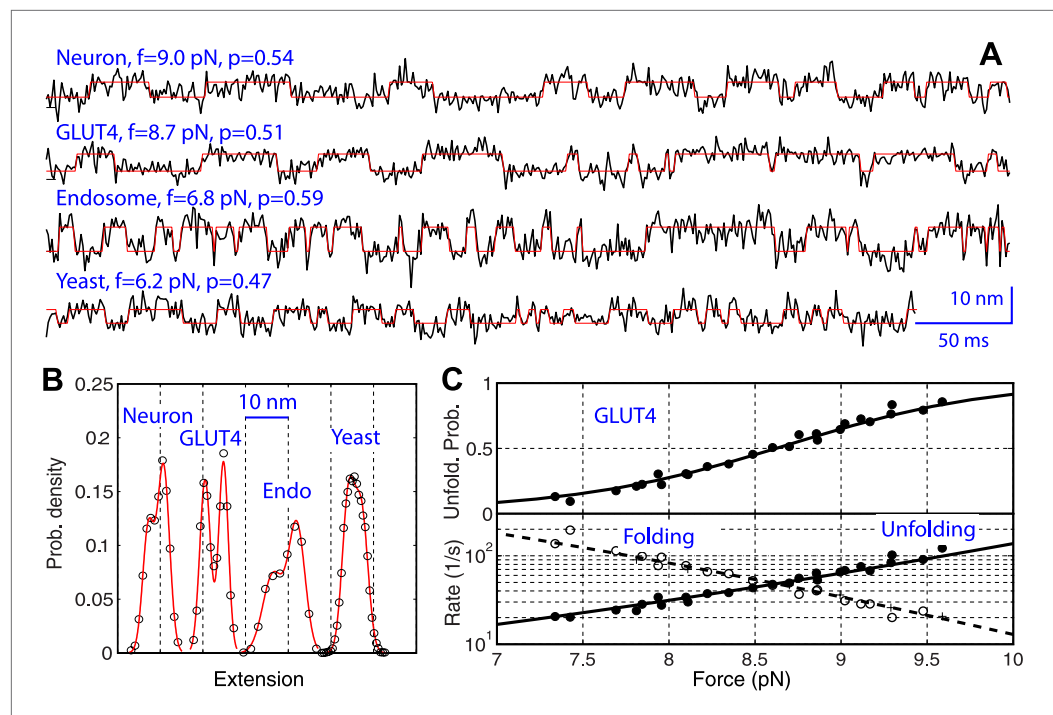 A
Neuron, f=9.0 pN, p=0.54
GLUT4, f=8.7 pN, p=0.51
Endosome, f=6.8 pN, p=0.59
Yeast, f=6.2 pN, p=0.47
10 nm
50 ms
B
0.25
0.2
0.15
0.1
0.05
0
Prob. density
Neuron
GLUT4
10 nm
Endo
Yeast
Extension
C
1
0.5
0
Unfold. Prob.
GLUT4
Folding
Unfolding
10²
10¹
Rate (1/s)
7 7.5 8 8.5 9 9.5 10
Force (pN)